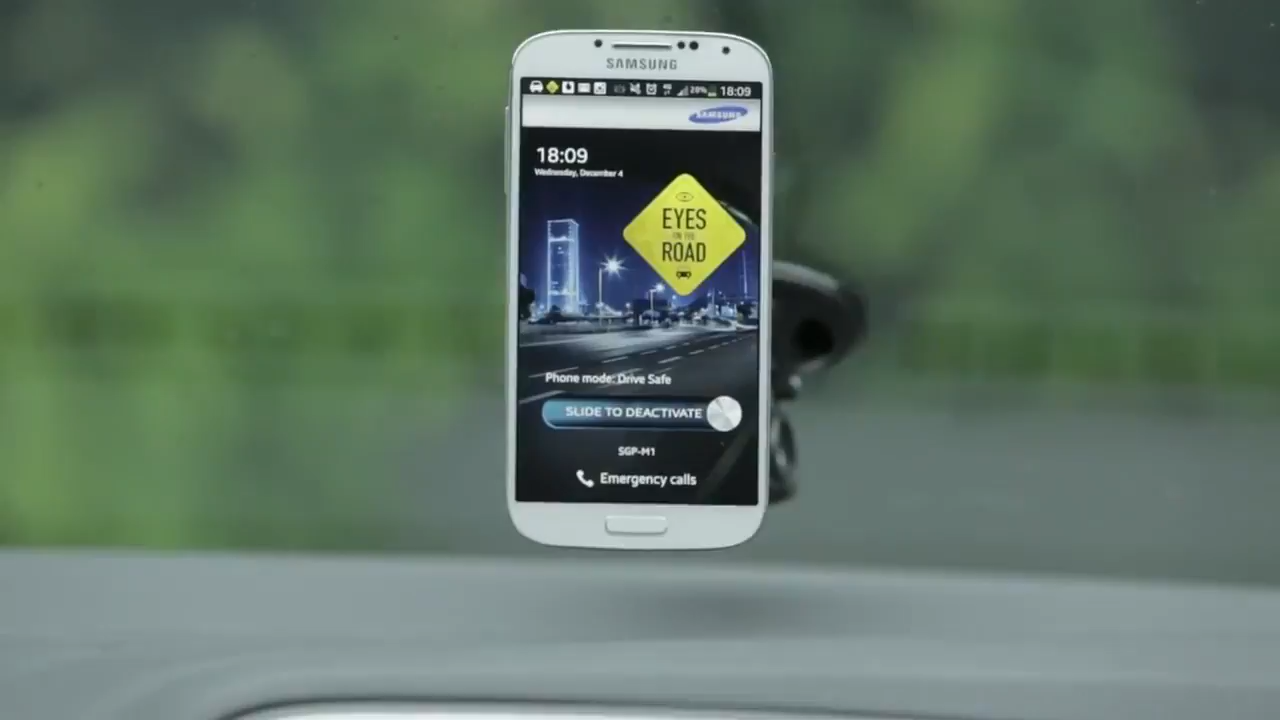 SAMSUNG
28% 18:09
SAMSUNG
18:09
Wednesday, December 4
EYES
ON THE
ROAD
Phone mode: Drive Safe
SLIDE TO DEACTIVATE
SGP-M1
Emergency calls